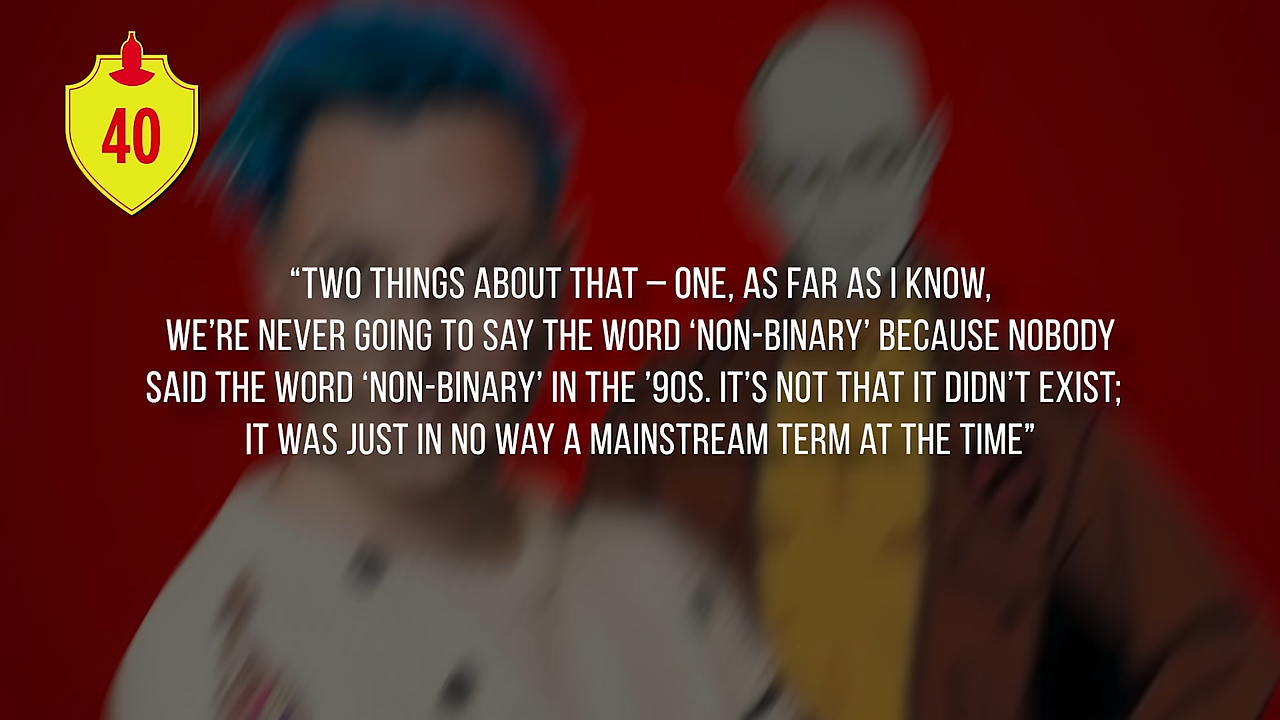 40
“TWO THINGS ABOUT THAT – ONE, AS FAR AS I KNOW,
WE’RE NEVER GOING TO SAY THE WORD ‘NON-BINARY’ BECAUSE NOBODY
SAID THE WORD ‘NON-BINARY’ IN THE ’90S. IT’S NOT THAT IT DIDN’T EXIST;
IT WAS JUST IN NO WAY A MAINSTREAM TERM AT THE TIME”